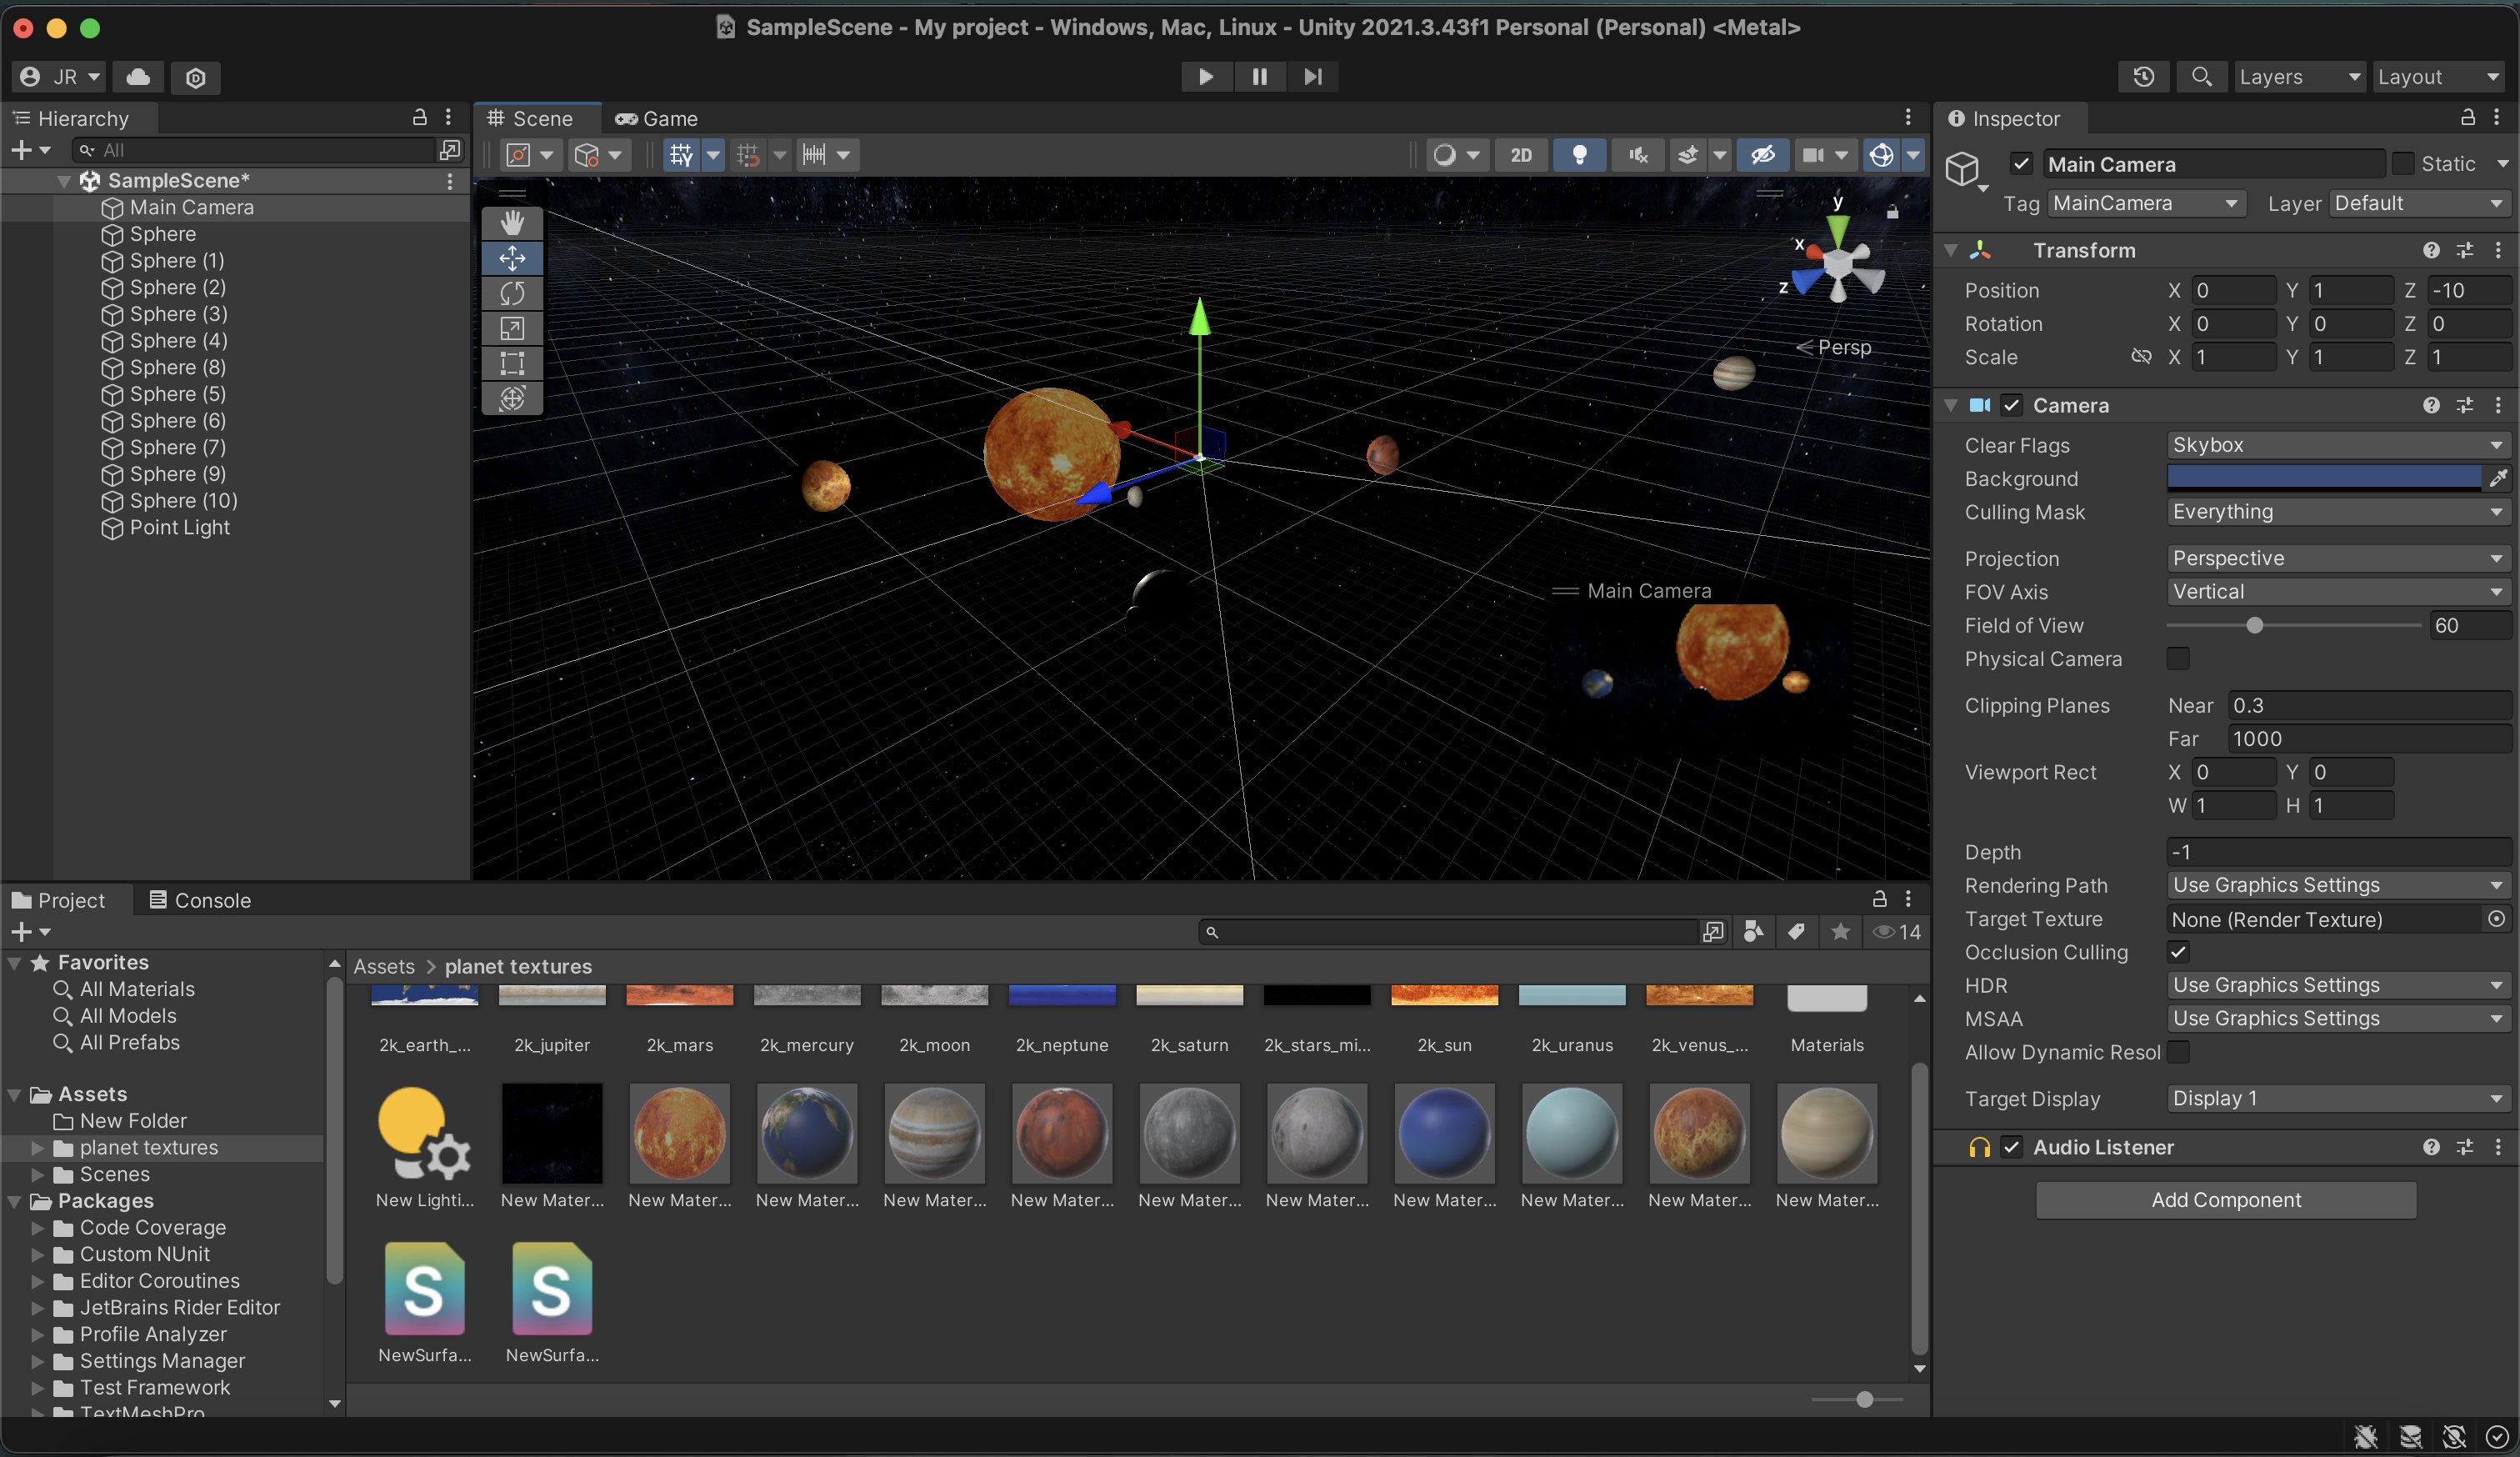 SampleScene - My project - Windows, Mac, Linux - Unity 2021.3.43f1 Personal (Personal) <Metal>
JR
Layers
Layout
Hierarchy
All
SampleScene*
Main Camera
Sphere
Sphere (1)
Sphere (2)
Sphere (3)
Sphere (4)
Sphere (8)
Sphere (5)
Sphere (6)
Sphere (7)
Sphere (9)
Sphere (10)
Point Light
Scene
Game
2D
y
x
z
Persp
Main Camera
Inspector
Main Camera
Static
Tag MainCamera Layer Default
Transform
Position X 0 Y 1 Z -10
Rotation X 0 Y 0 Z 0
Scale X 1 Y 1 Z 1
Camera
Clear Flags Skybox
Background
Culling Mask Everything
Projection Perspective
FOV Axis Vertical
Field of View 60
Physical Camera
Clipping Planes Near 0.3
Far 1000
Viewport Rect X 0 Y 0
W 1 H 1
Depth -1
Rendering Path Use Graphics Settings
Target Texture None (Render Texture)
Occlusion Culling
HDR Use Graphics Settings
MSAA Use Graphics Settings
Allow Dynamic Resol
Target Display Display 1
Audio Listener
Add Component
Project
Console
14
Favorites
All Materials
All Models
All Prefabs
Assets
New Folder
planet textures
Scenes
Packages
Code Coverage
Custom NUnit
Editor Coroutines
JetBrains Rider Editor
Profile Analyzer
Settings Manager
Test Framework
TextMeshPro
Assets > planet textures
2k_earth_... 2k_jupiter 2k_mars 2k_mercury 2k_moon 2k_neptune 2k_saturn 2k_stars_mi... 2k_sun 2k_uranus 2k_venus_... Materials
New Lighti... New Mater... New Mater... New Mater... New Mater... New Mater... New Mater... New Mater... New Mater... New Mater... New Mater... New Mater...
S S
NewSurfa... NewSurfa...